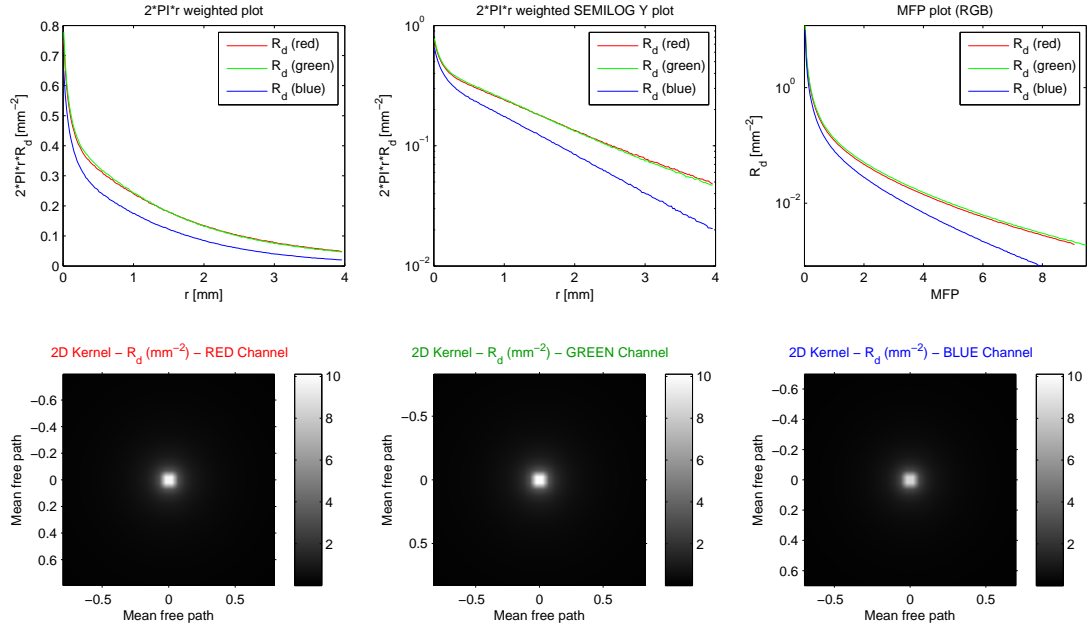 2*PI*r weighted plot
2*PI*r*R_d [mm⁻²]
0.8
0.7
0.6
0.5
0.4
0.3
0.2
0.1
0
R_d (red)
R_d (green)
R_d (blue)
0 1 2 3 4
r [mm]
2*PI*r weighted SEMILOG Y plot
2*PI*r*R_d [mm⁻²]
10⁰
10⁻¹
10⁻²
R_d (red)
R_d (green)
R_d (blue)
0 1 2 3 4
r [mm]
MFP plot (RGB)
R_d [mm⁻²]
10⁰
10⁻²
R_d (red)
R_d (green)
R_d (blue)
0 2 4 6 8
MFP
2D Kernel − R_d (mm⁻²) − RED Channel
Mean free path
−0.6
−0.4
−0.2
0
0.2
0.4
0.6
−0.5 0 0.5
Mean free path
10
8
6
4
2
2D Kernel − R_d (mm⁻²) − GREEN Channel
Mean free path
−0.5
0
0.5
−0.5 0 0.5
Mean free path
10
8
6
4
2
2D Kernel − R_d (mm⁻²) − BLUE Channel
Mean free path
−0.6
−0.4
−0.2
0
0.2
0.4
0.6
−0.5 0 0.5
Mean free path
10
8
6
4
2